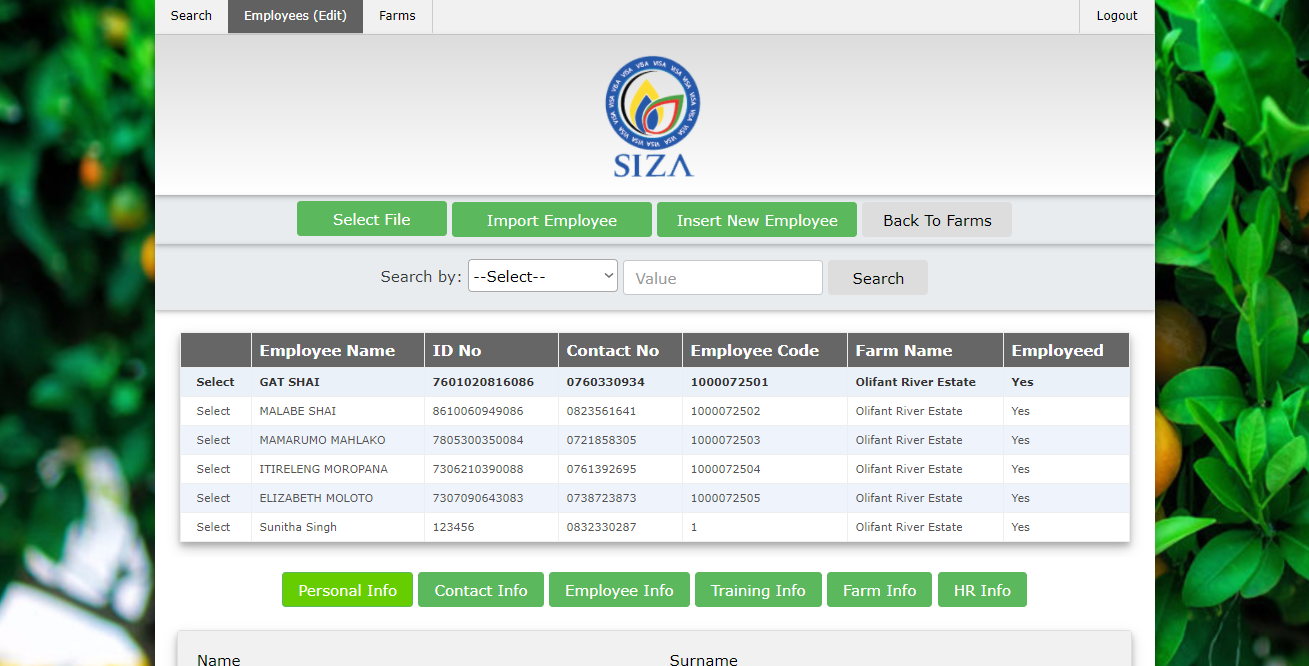 Search Employees (Edit) Farms Logout
VISA VISA VISA VISA VISA VISA VISA VISA VISA VISA VISA VISA
SIZA
Select File Import Employee Insert New Employee Back To Farms
Search by: --Select-- Value Search
Employee Name ID No Contact No Employee Code Farm Name Employeed
Select GAT SHAI 7601020816086 0760330934 1000072501 Olifant River Estate Yes
Select MALABE SHAI 8610060949086 0823561641 1000072502 Olifant River Estate Yes
Select MAMARUMO MAHLAKO 7805300350084 0721858305 1000072503 Olifant River Estate Yes
Select ITIRELENG MOROPANA 7306210390088 0761392695 1000072504 Olifant River Estate Yes
Select ELIZABETH MOLOTO 7307090643083 0738723873 1000072505 Olifant River Estate Yes
Select Sunitha Singh 123456 0832330287 1 Olifant River Estate Yes
Personal Info Contact Info Employee Info Training Info Farm Info HR Info
Name Surname